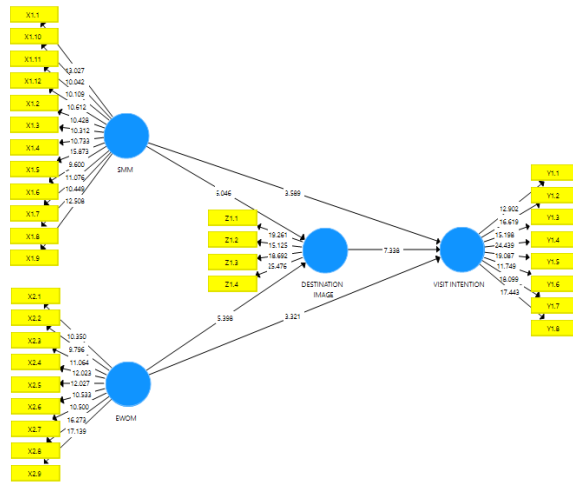 X1.1
X1.10
X1.11
X1.12
X1.2
X1.3
X1.4
X1.5
X1.6
X1.7
X1.8
X1.9
13.027
10.042
10.109
10.612
10.428
10.312
10.733
15.873
9.600
11.076
10.449
12.508
SMM
5.046
3.589
Z1.1
Z1.2
Z1.3
Z1.4
19.261
15.125
18.692
25.476
DESTINATION
IMAGE
7.338
VISIT INTENTION
Y1.1
Y1.2
Y1.3
Y1.4
Y1.5
Y1.6
Y1.7
Y1.8
12.902
16.619
15.198
24.439
19.087
11.749
18.099
17.443
5.398
3.321
X2.1
X2.2
X2.3
X2.4
X2.5
X2.6
X2.7
X2.8
X2.9
10.350
9.796
11.064
12.023
12.027
10.533
10.500
16.273
17.139
EWOM